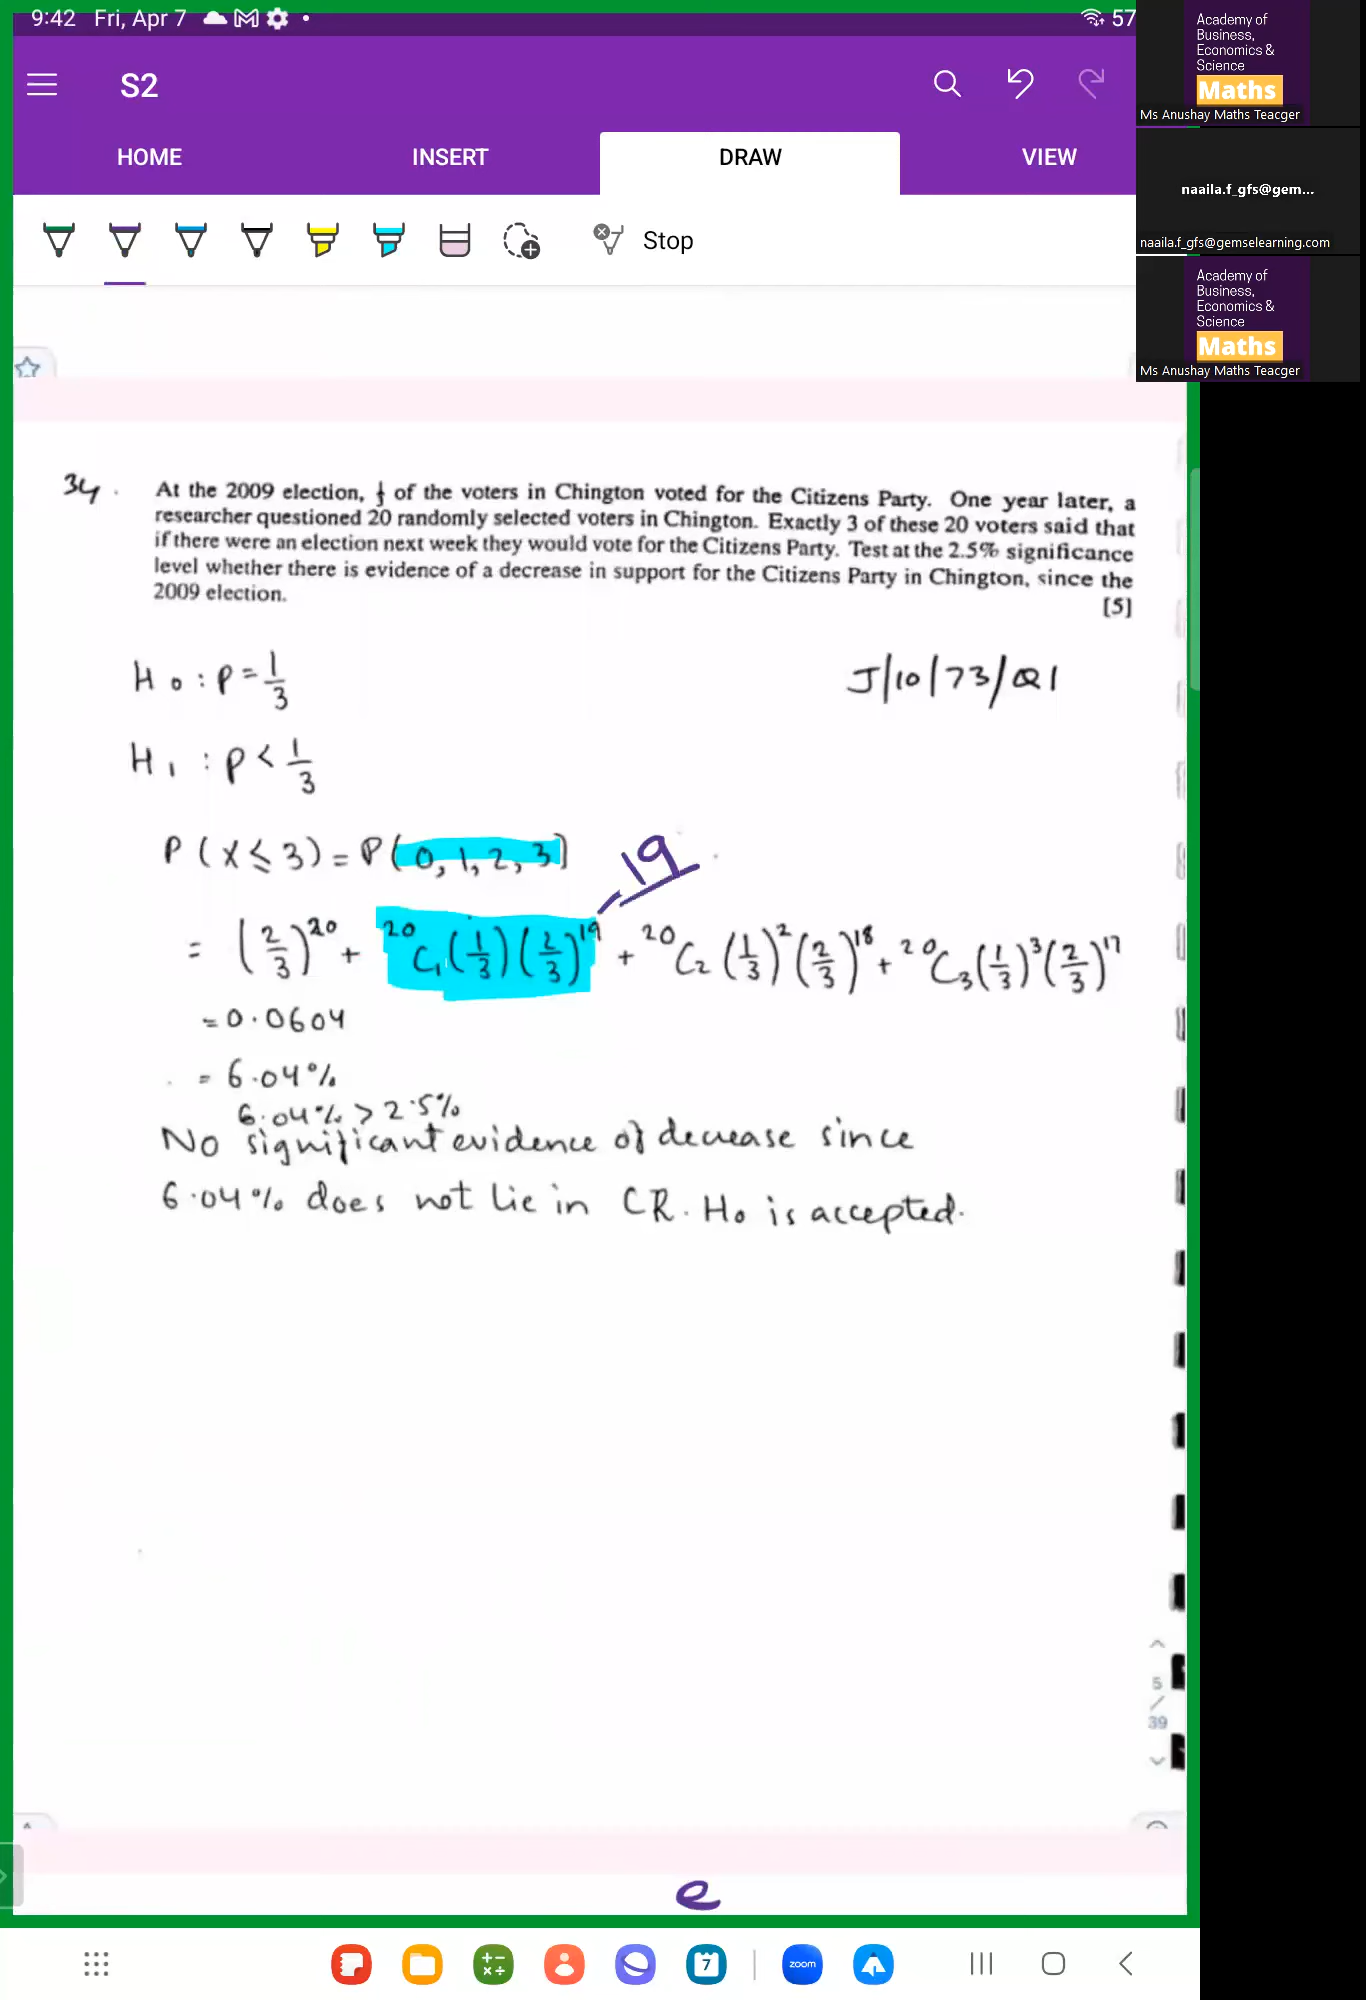 9:42 Fri, Apr 7
57
S2
HOME
INSERT
DRAW
VIEW
Stop
Academy of
Business,
Economics &
Science
Maths
Ms Anushay Maths Teacger
naaila.f_gfs@gem...
naaila.f_gfs@gemselearning.com
Academy of
Business,
Economics &
Science
Maths
Ms Anushay Maths Teacger
34.
At the 2009 election, 1/3 of the voters in Chington voted for the Citizens Party. One year later, a
researcher questioned 20 randomly selected voters in Chington. Exactly 3 of these 20 voters said that
if there were an election next week they would vote for the Citizens Party. Test at the 2.5% significance
level whether there is evidence of a decrease in support for the Citizens Party in Chington, since the
2009 election.
[5]
H₀ : P = 1/3
J/10/73/Q1
H₁ : P < 1/3
P(X ≤ 3) = P(0, 1, 2, 3)
19
= (2/3)²⁰ + ²⁰C₁(1/3)(2/3)¹⁹ + ²⁰C₂(1/3)²(2/3)¹⁸ + ²⁰C₃(1/3)³(2/3)¹⁷
= 0.0604
= 6.04%
6.04% > 2.5%
No significant evidence of decrease since
6.04% does not lie in CR. H₀ is accepted.
5
/
39
e
7
zoom